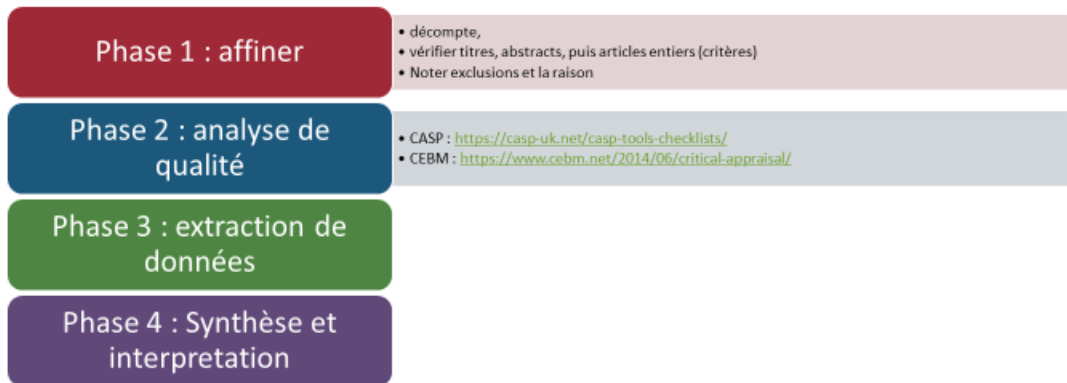 Phase 1 : affiner
• décompte,
• vérifier titres, abstracts, puis articles entiers (critères)
• Noter exclusions et la raison
Phase 2 : analyse de
qualité
• CASP : https://casp-uk.net/casp-tools-checklists/
• CEBM : https://www.cebm.net/2014/06/critical-appraisal/
Phase 3 : extraction de
données
Phase 4 : Synthèse et
interpretation